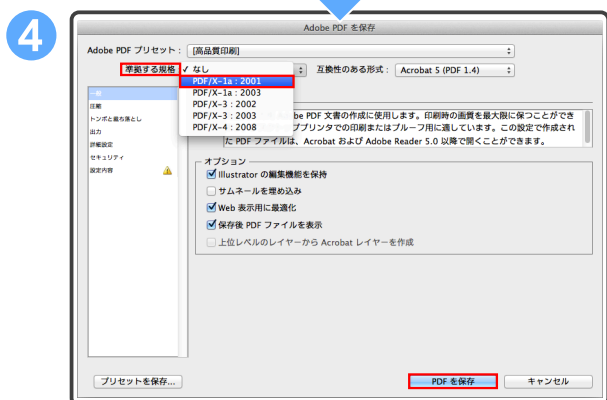 4
Adobe PDF を保存
Adobe PDF プリセット： [高品質印刷]
準拠する規格： ✓ なし 互換性のある形式： Acrobat 5 (PDF 1.4)
PDF/X-1a : 2001
PDF/X-1a : 2003
PDF/X-3 : 2002
PDF/X-3 : 2003
PDF/X-4 : 2008
一般
圧縮
トンボと裁ち落とし
出力
詳細設定
セキュリティ
設定内容
be PDF 文書の作成に使用します。印刷時の画質を最大限に保つことができ
プリンタでの印刷またはプルーフ用に適しています。この設定で作成され
た PDF ファイルは、Acrobat および Adobe Reader 5.0 以降で開くことができます。
オプション
Illustrator の編集機能を保持
サムネールを埋め込み
Web 表示用に最適化
保存後 PDF ファイルを表示
上位レベルのレイヤーから Acrobat レイヤーを作成
プリセットを保存... PDF を保存 キャンセル